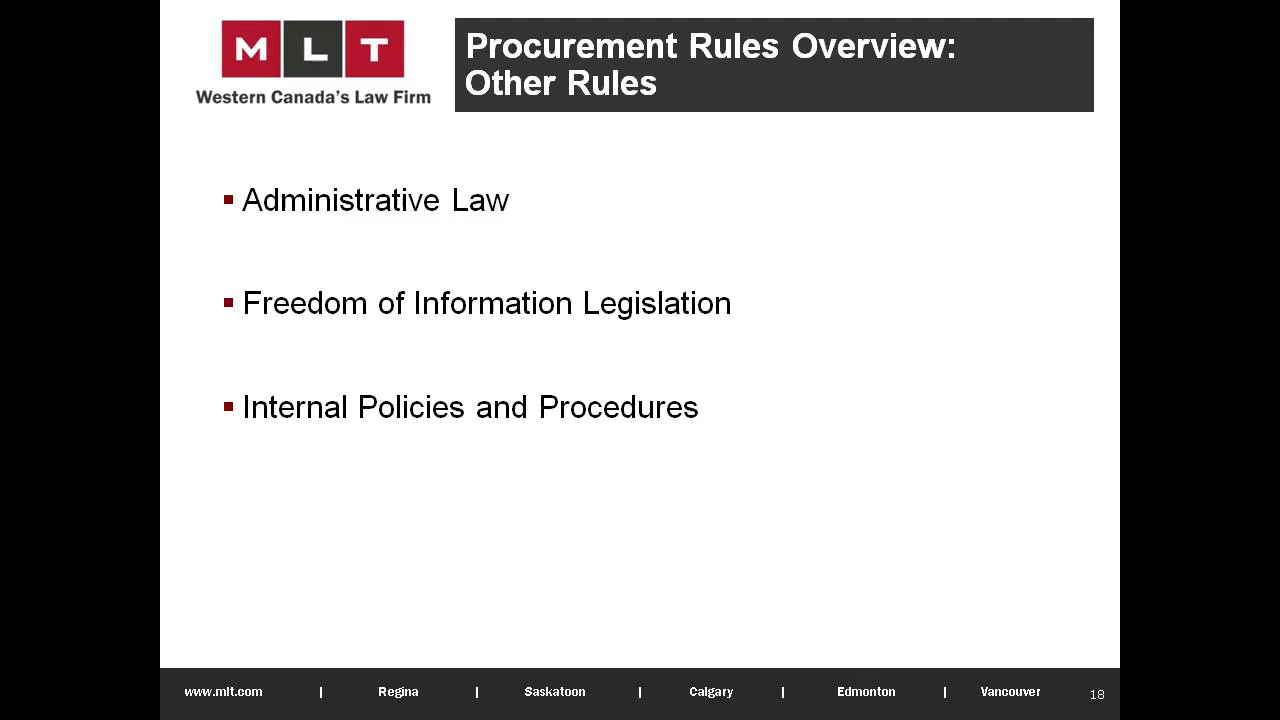 MLT
Western Canada's Law Firm
Procurement Rules Overview:
Other Rules
▪ Administrative Law
▪ Freedom of Information Legislation
▪ Internal Policies and Procedures
www.mlt.com | Regina | Saskatoon | Calgary | Edmonton | Vancouver 18